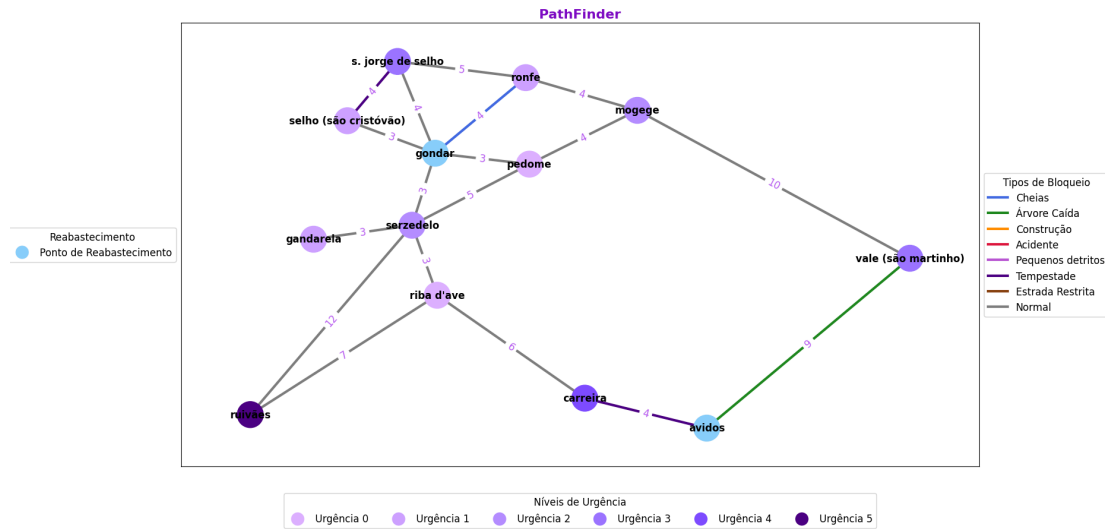 PathFinder
s. jorge de selho
5
ronfe
4
mogege
4
4
4
selho (são cristóvão)
3
gondar
3
pedome
4
3
5
10
serzedelo
3
gandarela
3
vale (são martinho)
riba d'ave
12
7
6
9
carreira
4
ruivães
avidos
Reabastecimento
Ponto de Reabastecimento
Tipos de Bloqueio
Cheias
Árvore Caída
Construção
Acidente
Pequenos detritos
Tempestade
Estrada Restrita
Normal
Níveis de Urgência
Urgência 0
Urgência 1
Urgência 2
Urgência 3
Urgência 4
Urgência 5